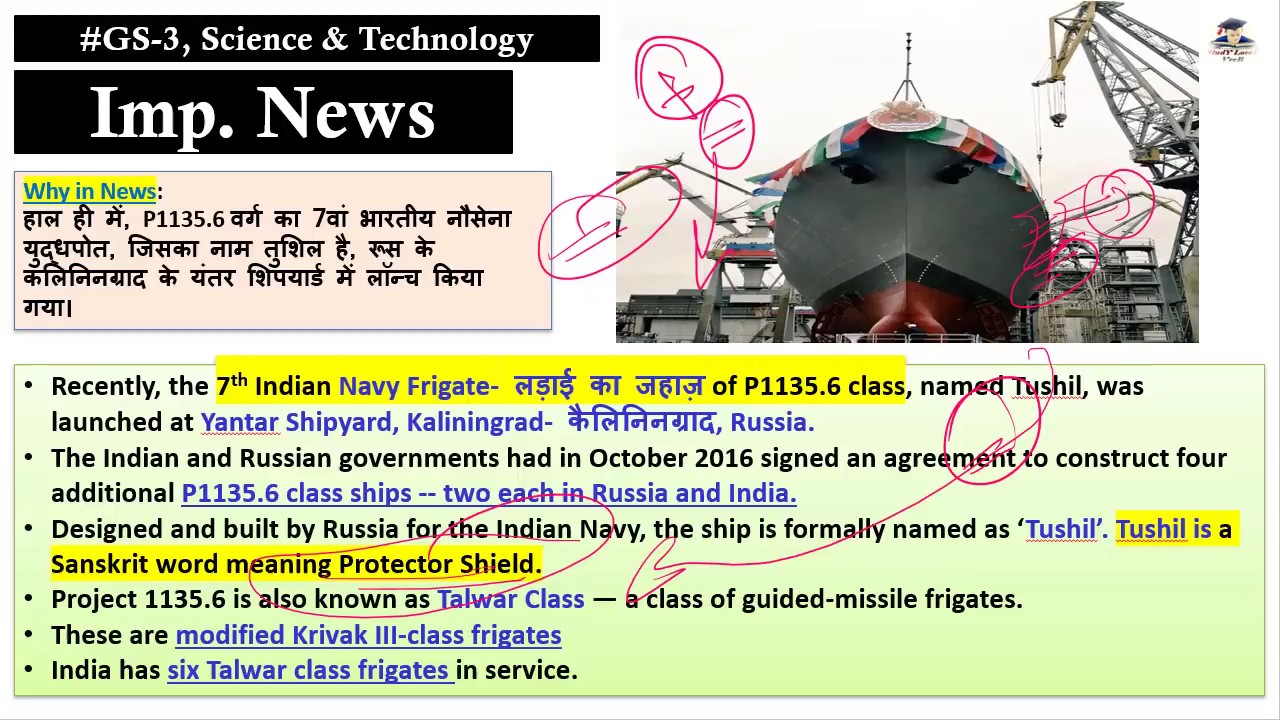 #GS-3, Science & Technology
Imp. News
Why in News:
हाल ही में, P1135.6 वर्ग का 7वां भारतीय नौसेना
युद्धपोत, जिसका नाम तुशिल है, रूस के
कैलिनिनग्राद के यंतर शिपयार्ड में लॉन्च किया
गया।
• Recently, the 7th Indian Navy Frigate- लड़ाई का जहाज़ of P1135.6 class, named Tushil, was
launched at Yantar Shipyard, Kaliningrad- कैलिनिनग्राद, Russia.
• The Indian and Russian governments had in October 2016 signed an agreement to construct four
additional P1135.6 class ships -- two each in Russia and India.
• Designed and built by Russia for the Indian Navy, the ship is formally named as ‘Tushil’. Tushil is a
Sanskrit word meaning Protector Shield.
• Project 1135.6 is also known as Talwar Class — a class of guided-missile frigates.
• These are modified Krivak III-class frigates
• India has six Talwar class frigates in service.